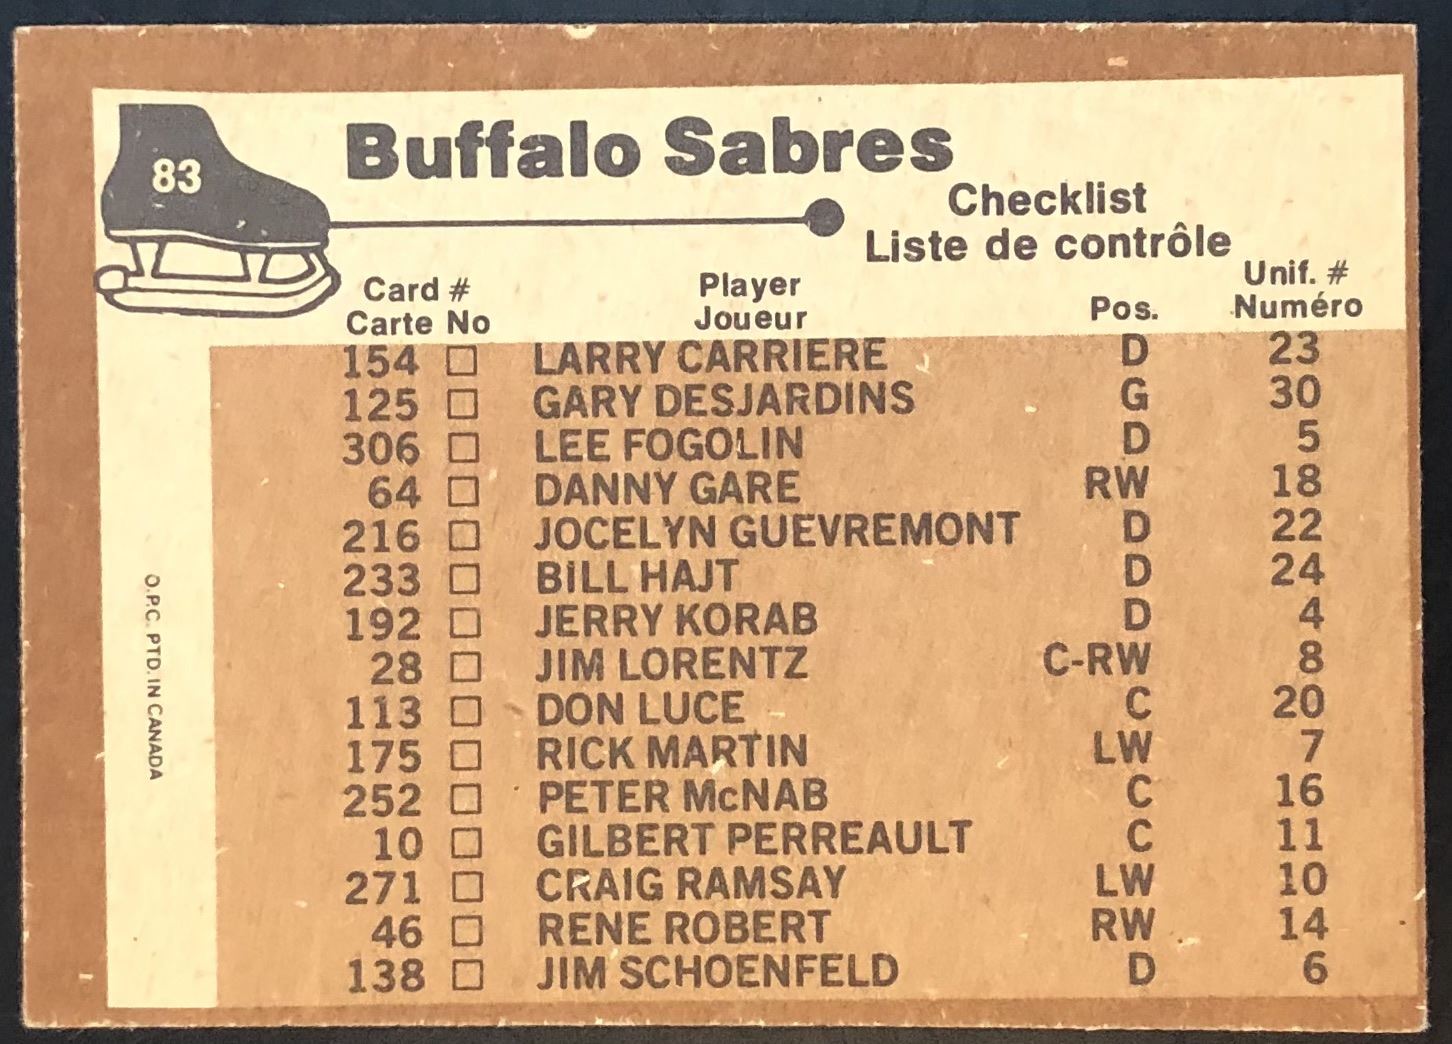 83
Buffalo Sabres
Checklist
Liste de contrôle
Card # Player Unif. #
Carte No Joueur Pos. Numéro
154 □ LARRY CARRIERE D 23
125 □ GARY DESJARDINS G 30
306 □ LEE FOGOLIN D 5
64 □ DANNY GARE RW 18
216 □ JOCELYN GUEVREMONT D 22
233 □ BILL HAJT D 24
192 □ JERRY KORAB D 4
28 □ JIM LORENTZ C-RW 8
113 □ DON LUCE C 20
175 □ RICK MARTIN LW 7
252 □ PETER McNAB C 16
10 □ GILBERT PERREAULT C 11
271 □ CRAIG RAMSAY LW 10
46 □ RENE ROBERT RW 14
138 □ JIM SCHOENFELD D 6
O.P.C. PTD. IN CANADA